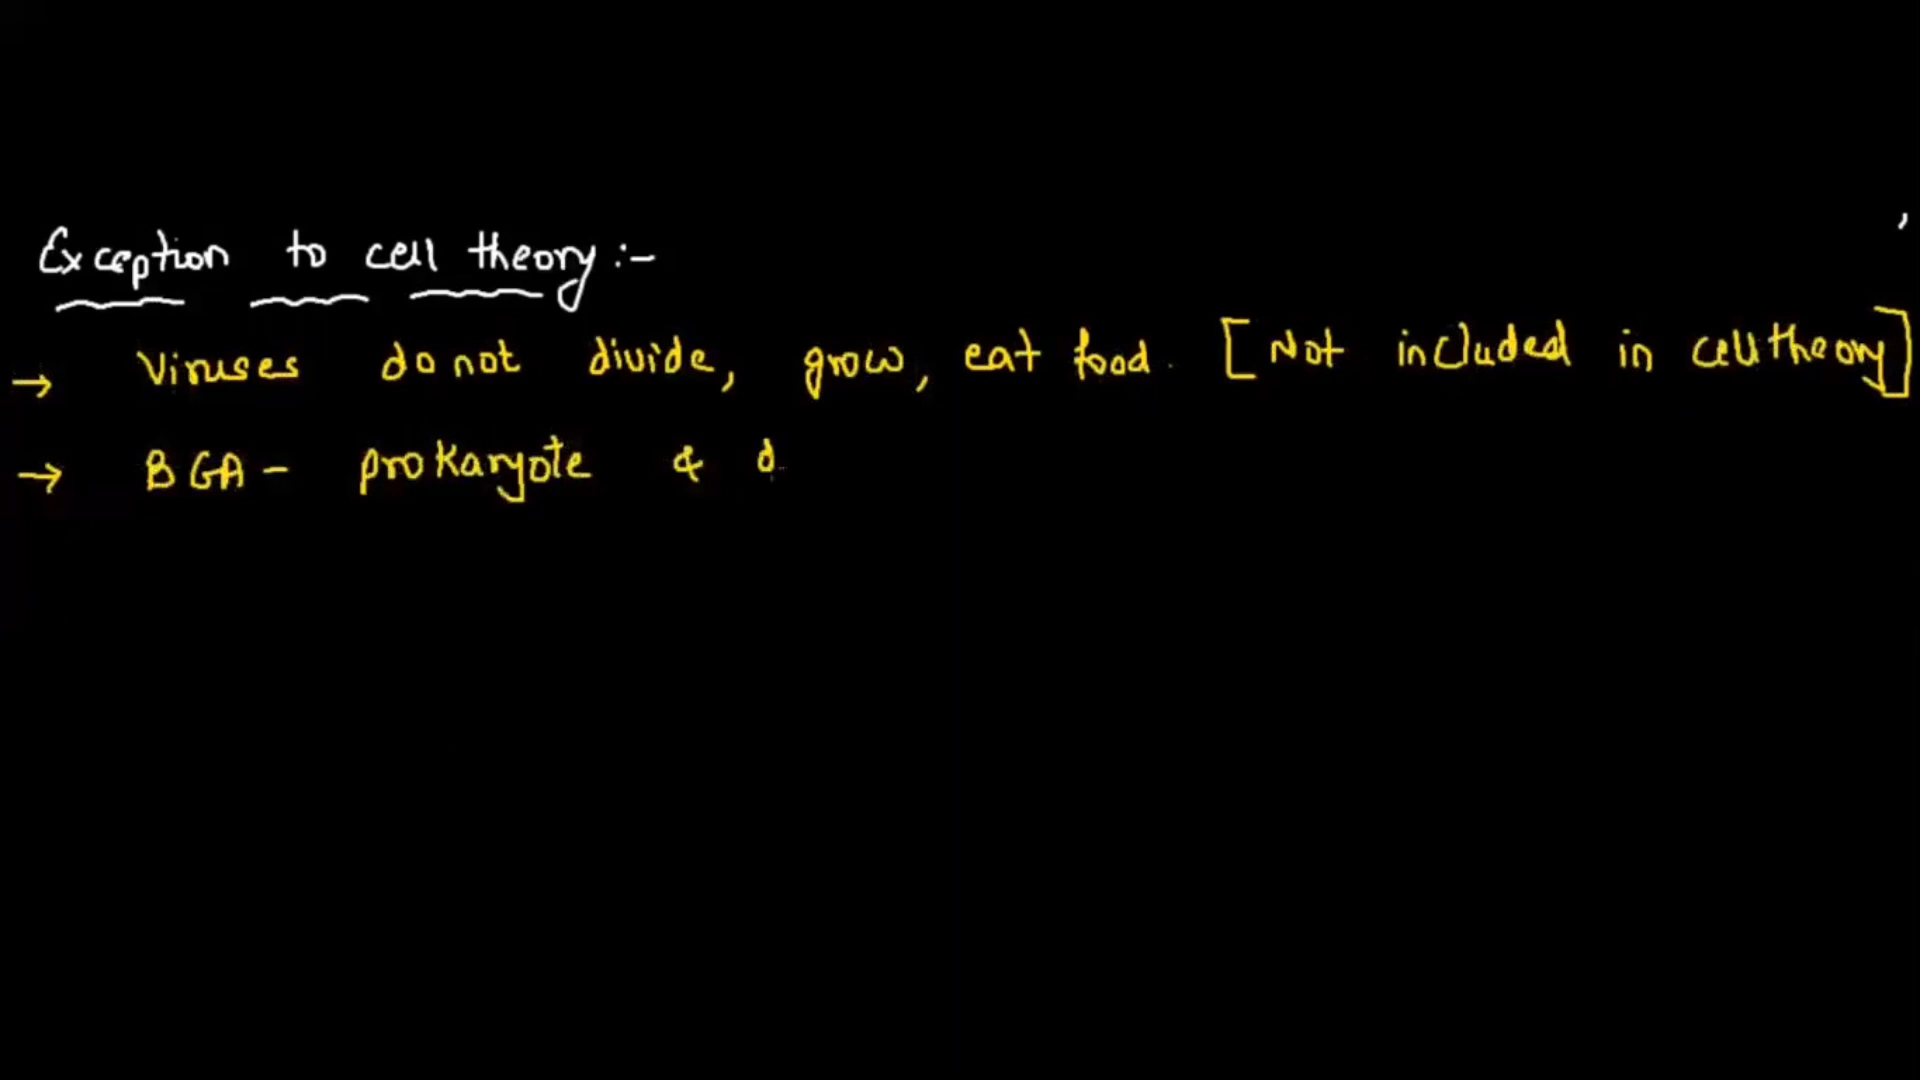 Exception to cell theory :-
→ Viruses do not divide, grow, eat food. [Not included in cell theory]
→ BGA - prokaryote & d